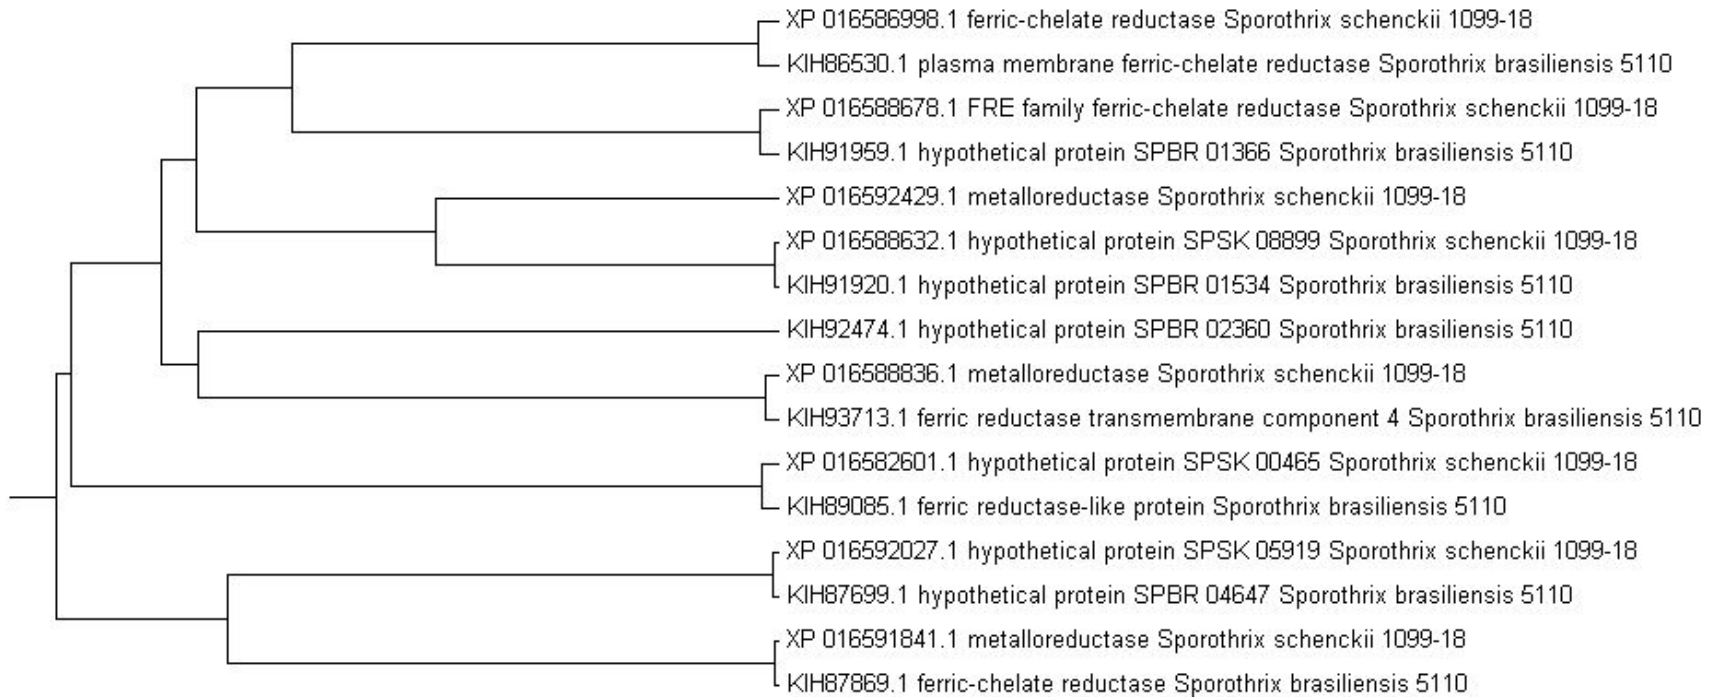 XP 016586998.1 ferric-chelate reductase Sporothrix schenckii 1099-18
KIH86530.1 plasma membrane ferric-chelate reductase Sporothrix brasiliensis 5110
XP 016588678.1 FRE family ferric-chelate reductase Sporothrix schenckii 1099-18
KIH91959.1 hypothetical protein SPBR 01366 Sporothrix brasiliensis 5110
XP 016592429.1 metalloreductase Sporothrix schenckii 1099-18
XP 016588632.1 hypothetical protein SPSK 08899 Sporothrix schenckii 1099-18
KIH91920.1 hypothetical protein SPBR 01534 Sporothrix brasiliensis 5110
KIH92474.1 hypothetical protein SPBR 02360 Sporothrix brasiliensis 5110
XP 016588836.1 metalloreductase Sporothrix schenckii 1099-18
KIH93713.1 ferric reductase transmembrane component 4 Sporothrix brasiliensis 5110
XP 016582601.1 hypothetical protein SPSK 00465 Sporothrix schenckii 1099-18
KIH89085.1 ferric reductase-like protein Sporothrix brasiliensis 5110
XP 016592027.1 hypothetical protein SPSK 05919 Sporothrix schenckii 1099-18
KIH87699.1 hypothetical protein SPBR 04647 Sporothrix brasiliensis 5110
XP 016591841.1 metalloreductase Sporothrix schenckii 1099-18
KIH87869.1 ferric-chelate reductase Sporothrix brasiliensis 5110